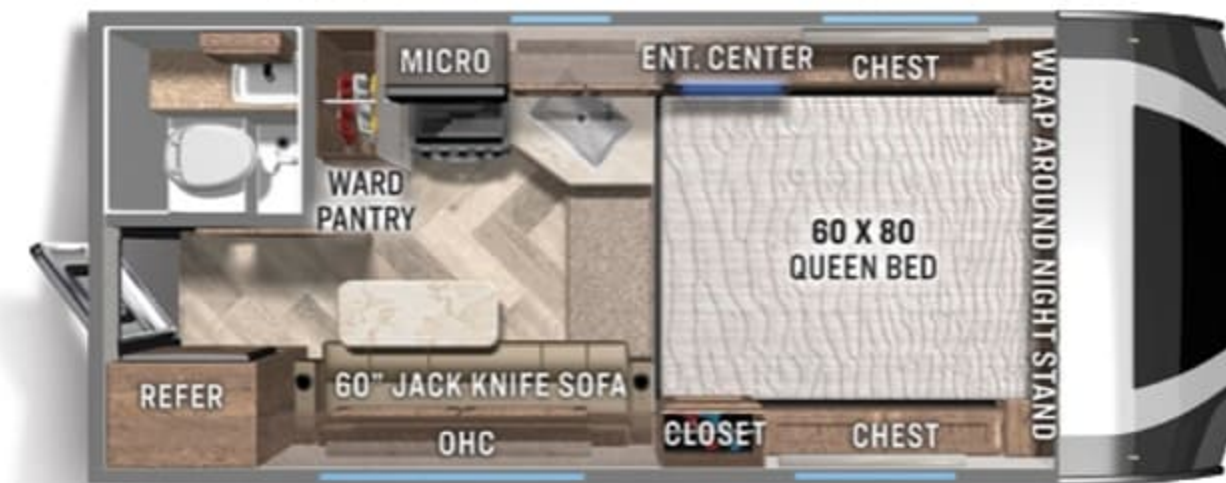 MICRO
ENT. CENTER
CHEST
WARD
PANTRY
60 X 80
QUEEN BED
WRAP AROUND NIGHT STAND
REFER
60" JACK KNIFE SOFA
OHC
CLOSET
CHEST